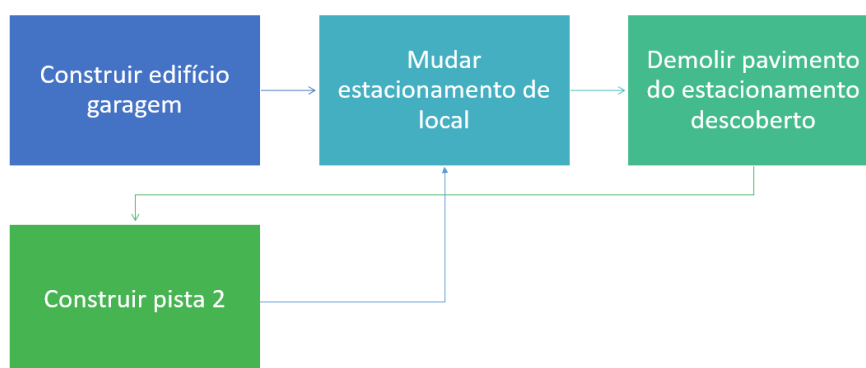 Construir edifício
garagem
Mudar
estacionamento de
local
Demolir pavimento
do estacionamento
descoberto
Construir pista 2